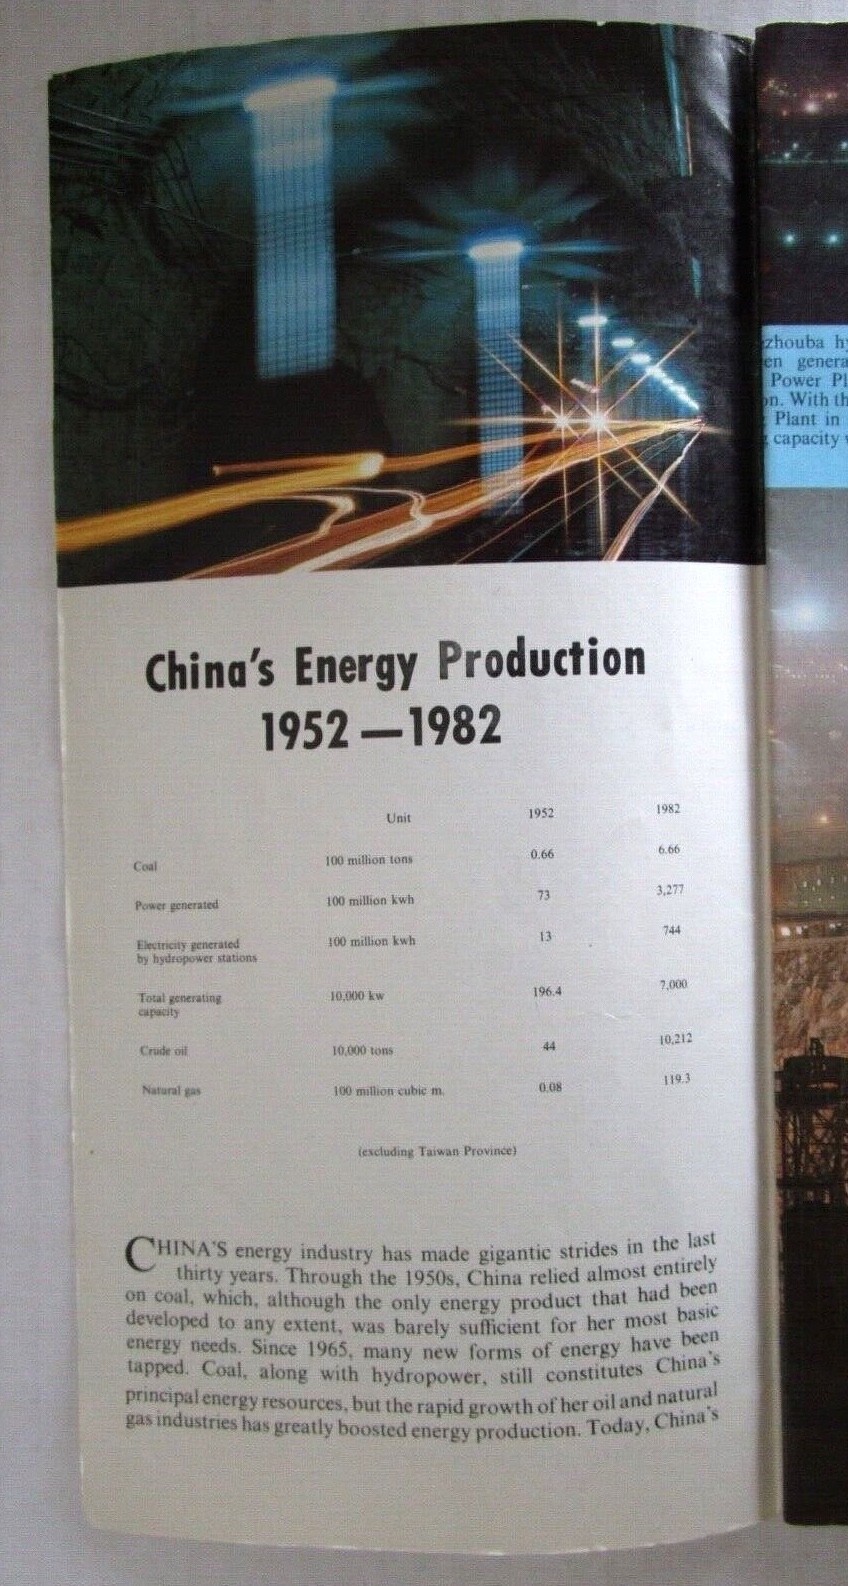 China's Energy Production
1952—1982
Unit 1952 1982
Coal 100 million tons 0.66 6.66
Power generated 100 million kwh 73 3,277
Electricity generated
by hydropower stations 100 million kwh 13 744
Total generating
capacity 10,000 kw 196.4 7,000
Crude oil 10,000 tons 44 10,212
Natural gas 100 million cubic m. 0.08 119.3
(excluding Taiwan Province)
CHINA'S energy industry has made gigantic strides in the last
thirty years. Through the 1950s, China relied almost entirely
on coal, which, although the only energy product that had been
developed to any extent, was barely sufficient for her most basic
energy needs. Since 1965, many new forms of energy have been
tapped. Coal, along with hydropower, still constitutes China's
principal energy resources, but the rapid growth of her oil and natural
gas industries has greatly boosted energy production. Today, China's
zhouba hy
en genera
Power Pl
on. With th
Plant in
capacity w